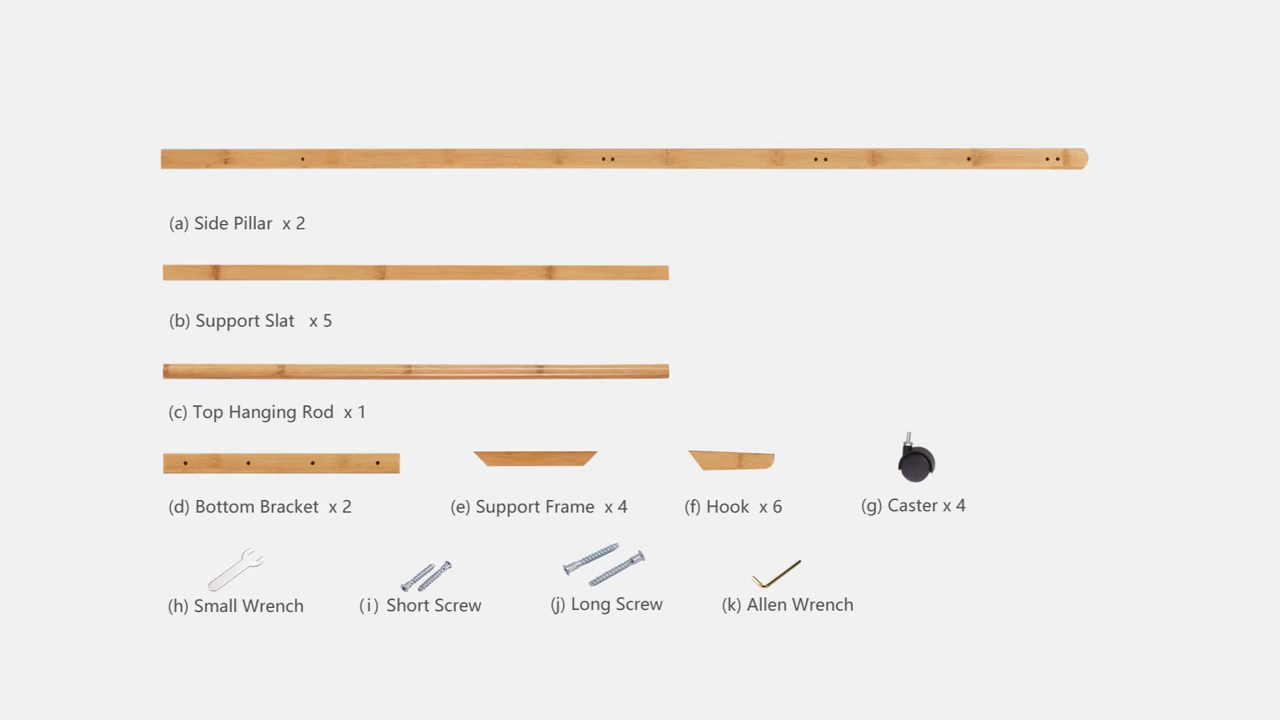 (a) Side Pillar x 2
(b) Support Slat x 5
(c) Top Hanging Rod x 1
(d) Bottom Bracket x 2
(e) Support Frame x 4
(f) Hook x 6
(g) Caster x 4
(h) Small Wrench
(i) Short Screw
(j) Long Screw
(k) Allen Wrench